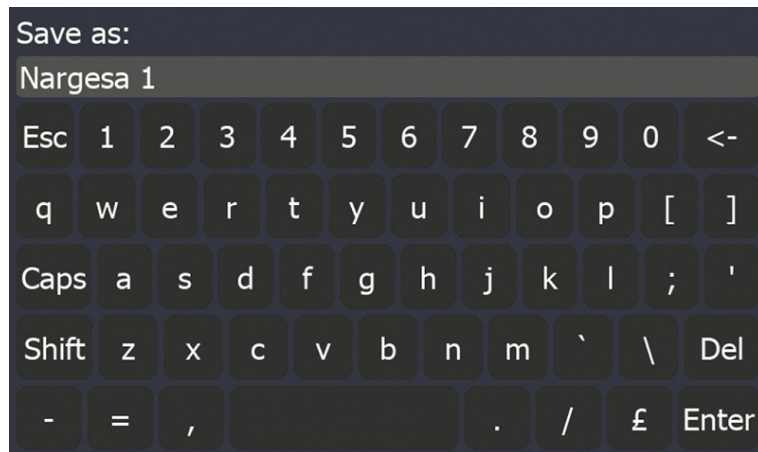 Save as:
Nargesa 1
Esc 1 2 3 4 5 6 7 8 9 0 <-
q w e r t y u i o p [ ]
Caps a s d f g h j k l ; '
Shift z x c v b n m ` \ Del
- = , . / £ Enter